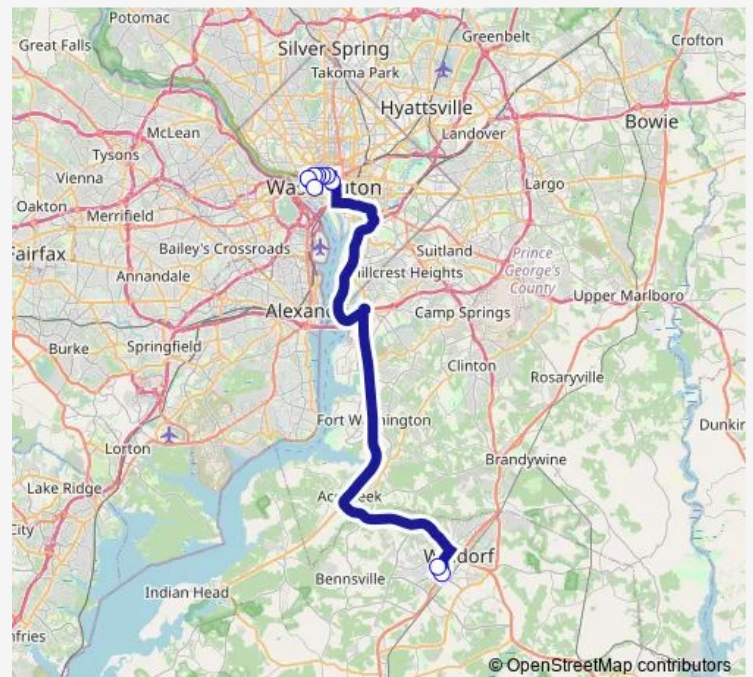 Potomac
Great Falls
Silver Spring
Greenbelt
Crofton
Takoma Park
Hyattsville
McLean
Landover
Bowie
Tysons
Vienna
Largo
Oakton
Merrifield
Fairfax
Bailey's Crossroads
Suitland
Prince
George's
County
Annandale
Hillcrest Heights
Upper Marlboro
Camp Springs
Burke
Springfield
Clinton
Rosaryville
Fort Washington
Lorton
Brandywine
Lake Ridge
City
Bennsville
Indian Head
© OpenStreetMap contributors